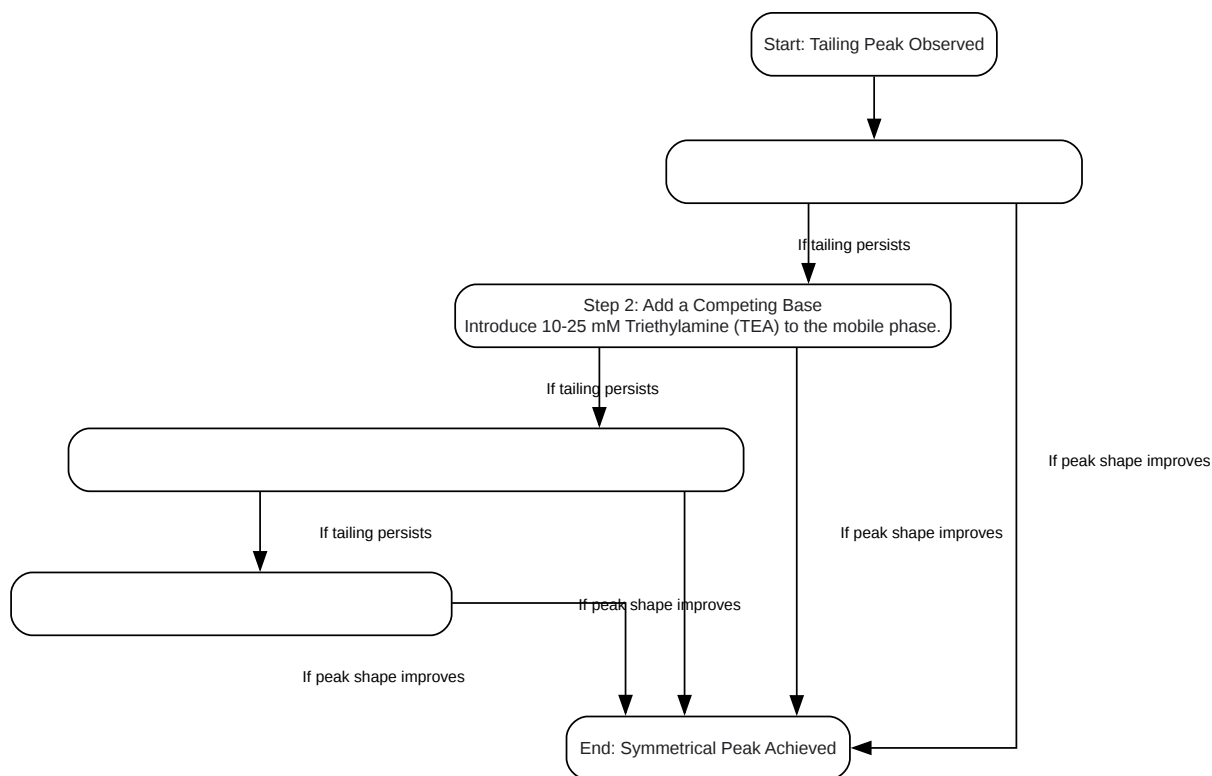 Start: Tailing Peak Observed
If tailing persists
Step 2: Add a Competing Base
Introduce 10-25 mM Triethylamine (TEA) to the mobile phase.
If tailing persists
If peak shape improves
If tailing persists
If peak shape improves
If peak shape improves
If peak shape improves
End: Symmetrical Peak Achieved